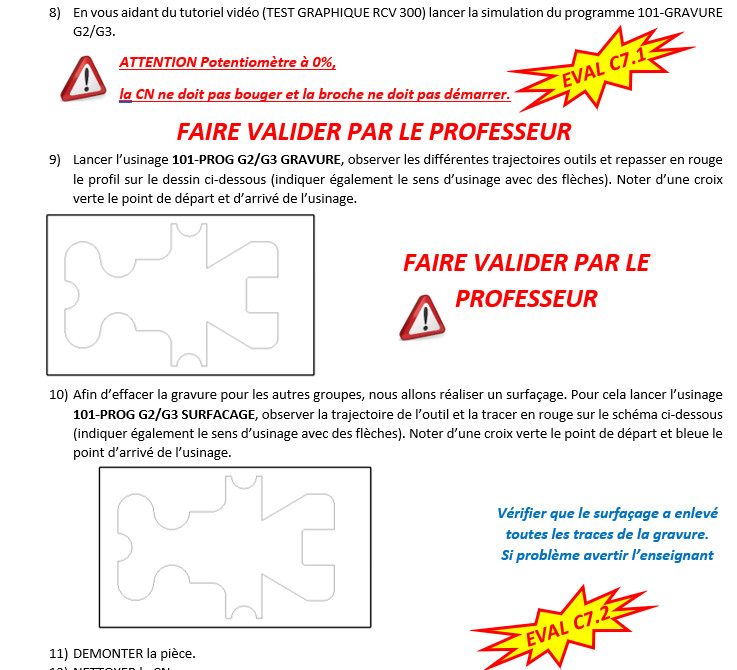 8) En vous aidant du tutoriel vidéo (TEST GRAPHIQUE RCV 300) lancer la simulation du programme 101-GRAVURE
G2/G3.
ATTENTION Potentiomètre à 0%,
la CN ne doit pas bouger et la broche ne doit pas démarrer.
EVAL C7.1
FAIRE VALIDER PAR LE PROFESSEUR
9) Lancer l’usinage 101-PROG G2/G3 GRAVURE, observer les différentes trajectoires outils et repasser en rouge
le profil sur le dessin ci-dessous (indiquer également le sens d’usinage avec des flèches). Noter d’une croix
verte le point de départ et d’arrivé de l’usinage.
FAIRE VALIDER PAR LE
PROFESSEUR
10) Afin d’effacer la gravure pour les autres groupes, nous allons réaliser un surfaçage. Pour cela lancer l’usinage
101-PROG G2/G3 SURFACAGE, observer la trajectoire de l’outil et la tracer en rouge sur le schéma ci-dessous
(indiquer également le sens d’usinage avec des flèches). Noter d’une croix verte le point de départ et bleue le
point d’arrivé de l’usinage.
Vérifier que le surfaçage a enlevé
toutes les traces de la gravure.
Si problème avertir l’enseignant
EVAL C7.2
11) DEMONTER la pièce.